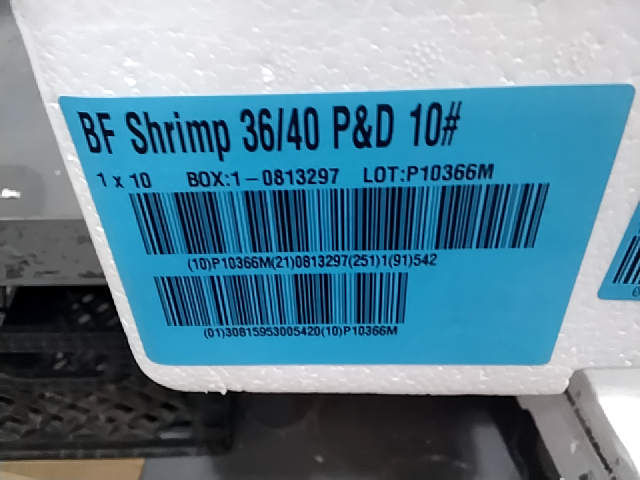 BF Shrimp 36/40 P&D 10#
1 x 10 BOX:1-0813297 LOT:P10366M
(10)P10366M(21)0813297(251)1(91)542
(01)30815953005420(10)P10366M